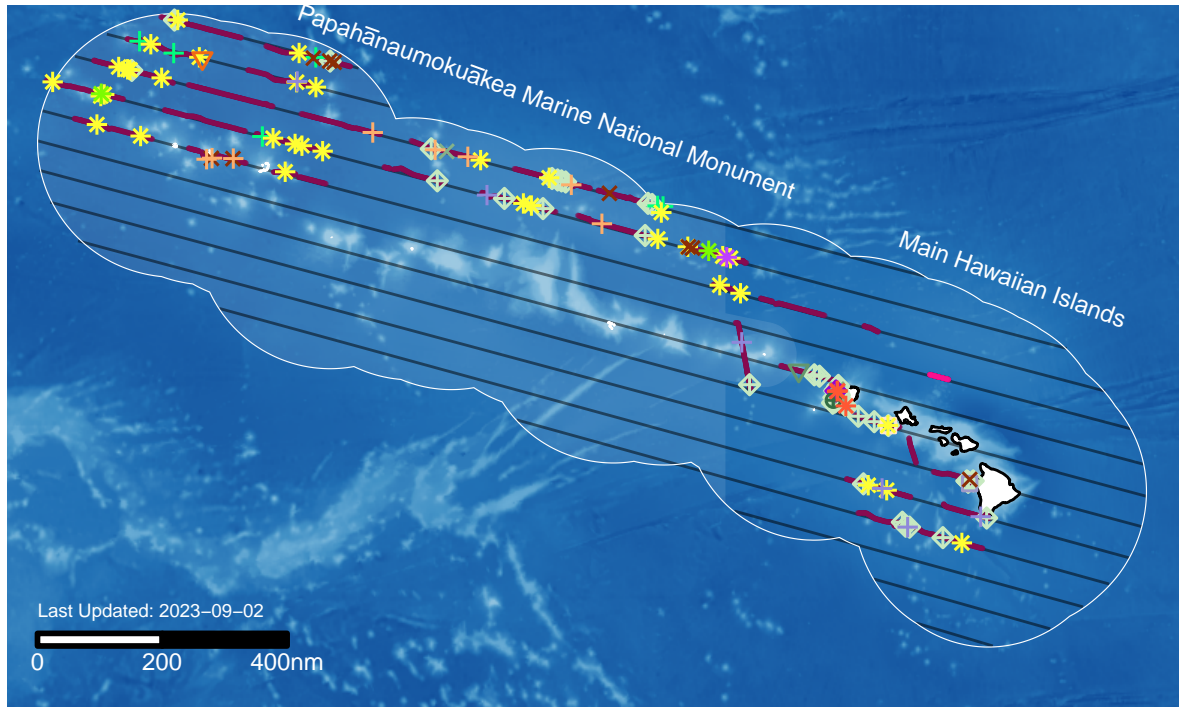 Papahānaumokuākea Marine National Monument
Main Hawaiian Islands
Last Updated: 2023−09−02
0 200 400nm